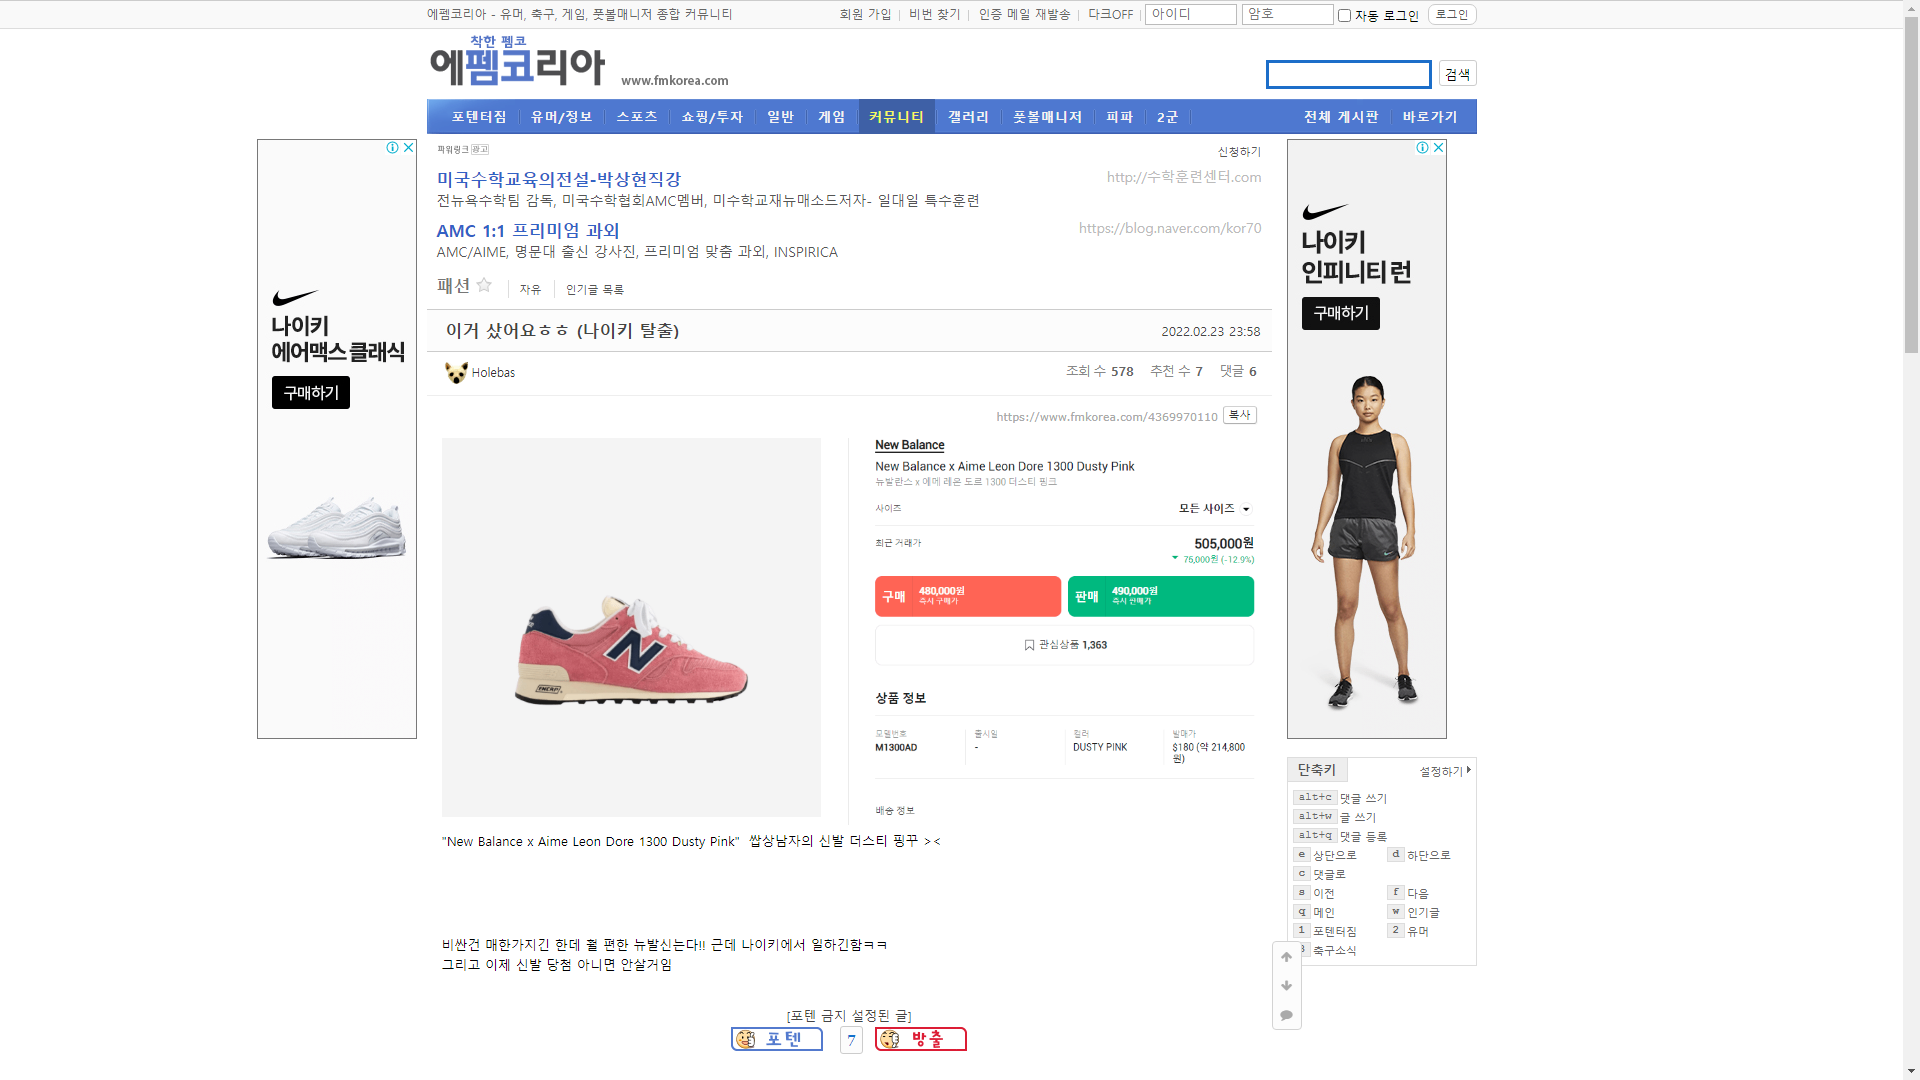 에펨코리아 - 유머, 축구, 게임, 풋볼매니저 종합 커뮤니티
회원 가입 | 비번 찾기 | 인증 메일 재발송 | 다크OFF | 아이디 암호 자동 로그인 로그인
착한 펨코
에펨코리아 www.fmkorea.com
검색
포텐터짐 유머/정보 스포츠 쇼핑/투자 일반 게임 커뮤니티 갤러리 풋볼매니저 피파 2군 전체 게시판 바로가기
파워링크 광고 신청하기
미국수학교육의전설-박상현직강 http://수학훈련센터.com
전뉴욕수학팀 감독, 미국수학협회AMC멤버, 미수학교재뉴매소드저자- 일대일 특수훈련
AMC 1:1 프리미엄 과외 https://blog.naver.com/kor70
AMC/AIME, 명문대 출신 강사진, 프리미엄 맞춤 과외, INSPIRICA
패션 자유 인기글 목록
이거 샀어요ㅎㅎ (나이키 탈출) 2022.02.23 23:58
Holebas 조회 수 578 추천 수 7 댓글 6
https://www.fmkorea.com/4369970110 복사
New Balance
New Balance x Aime Leon Dore 1300 Dusty Pink
뉴발란스 x 에메 레온 도르 1300 더스티 핑크
사이즈 모든 사이즈
최근 거래가 505,000원
75,000원 (-12.9%)
구매 480,000원 즉시 구매가
판매 490,000원 즉시 판매가
관심상품 1,363
상품 정보
모델번호 출시일 컬러 발매가
M1300AD - DUSTY PINK $180 (약 214,800원)
배송 정보
"New Balance x Aime Leon Dore 1300 Dusty Pink" 쌉상남자의 신발 더스티 핑꾸 ><
비싼건 매한가지긴 한데 훨 편한 뉴발신는다!! 근데 나이키에서 일하긴함ㅋㅋ
그리고 이제 신발 당첨 아니면 안살거임
[포텐 금지 설정된 글]
포텐 7 방출
나이키
에어맥스 클래식
구매하기
나이키
인피니티 런
구매하기
단축키 설정하기
alt+c 댓글 쓰기
alt+w 글 쓰기
alt+q 댓글 등록
e 상단으로 d 하단으로
c 댓글로
s 이전 f 다음
q 메인 w 인기글
1 포텐터짐 2 유머
3 축구소식